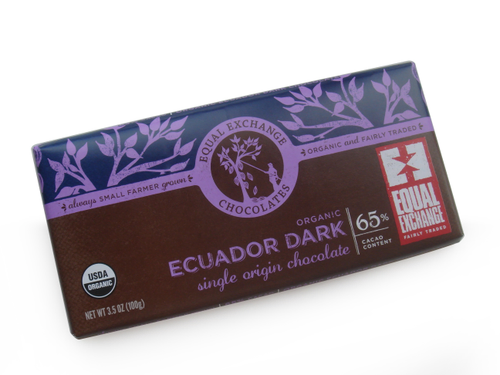 EQUAL EXCHANGE
CHOCOLATES
always SMALL FARMER grown
ORGANIC and FAIRLY TRADED
ORGANIC
ECUADOR DARK
single origin chocolate
65%
CACAO
CONTENT
EQUAL
EXCHANGE
FAIRLY TRADED
USDA
ORGANIC
NET WT 3.5 OZ (100g)